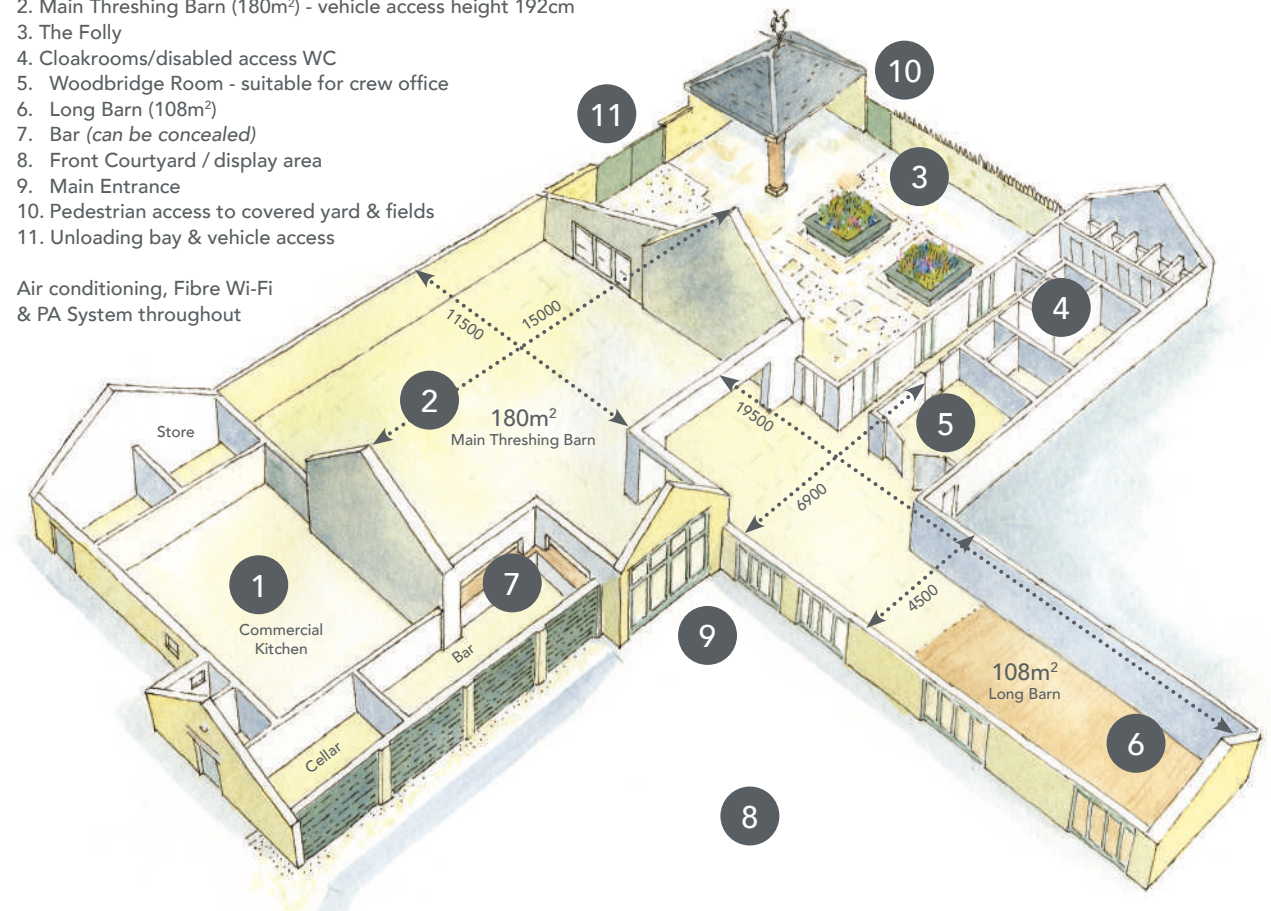 2. Main Threshing Barn (180m²) - vehicle access height 192cm
3. The Folly
4. Cloakrooms/disabled access WC
5. Woodbridge Room - suitable for crew office
6. Long Barn (108m²)
7. Bar (can be concealed)
8. Front Courtyard / display area
9. Main Entrance
10. Pedestrian access to covered yard & fields
11. Unloading bay & vehicle access
Air conditioning, Fibre Wi-Fi
& PA System throughout
10
11
3
4
11500
15000
2
180m²
Main Threshing Barn
19500
5
Store
6900
1
Commercial
Kitchen
7
Bar
4500
9
108m²
Long Barn
6
Cellar
8